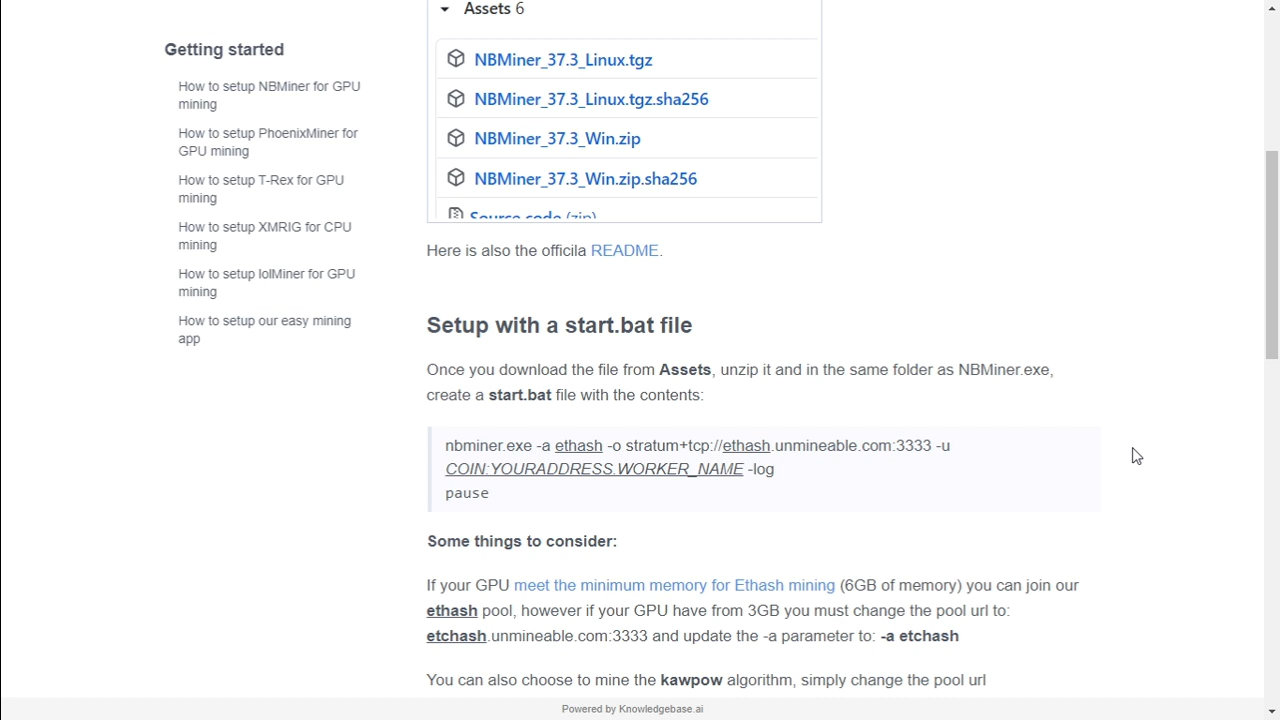 Getting started
How to setup NBMiner for GPU
mining
How to setup PhoenixMiner for
GPU mining
How to setup T-Rex for GPU
mining
How to setup XMRIG for CPU
mining
How to setup lolMiner for GPU
mining
How to setup our easy mining
app
Assets 6
NBMiner_37.3_Linux.tgz
NBMiner_37.3_Linux.tgz.sha256
NBMiner_37.3_Win.zip
NBMiner_37.3_Win.zip.sha256
Source code (zip)
Here is also the officila README.
Setup with a start.bat file
Once you download the file from Assets, unzip it and in the same folder as NBMiner.exe,
create a start.bat file with the contents:
nbminer.exe -a ethash -o stratum+tcp://ethash.unmineable.com:3333 -u
COIN:YOURADDRESS.WORKER_NAME -log
pause
Some things to consider:
If your GPU meet the minimum memory for Ethash mining (6GB of memory) you can join our
ethash pool, however if your GPU have from 3GB you must change the pool url to:
etchash.unmineable.com:3333 and update the -a parameter to: -a etchash
You can also choose to mine the kawpow algorithm, simply change the pool url
Powered by Knowledgebase.ai